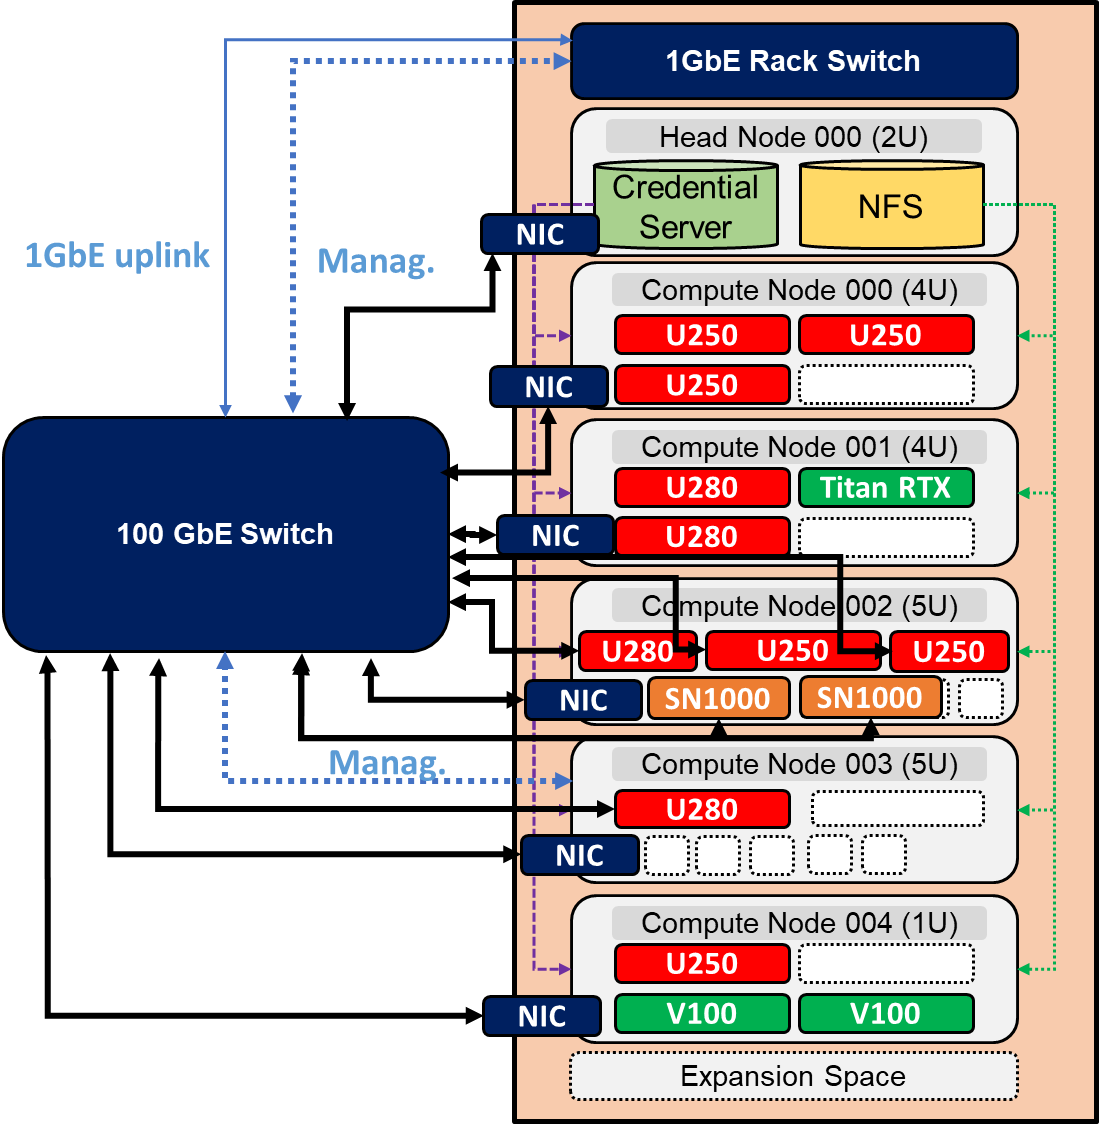 1GbE Rack Switch
Head Node 000 (2U)
Credential
Server
NFS
NIC
1GbE uplink
Manag.
Compute Node 000 (4U)
U250 U250
NIC U250
Compute Node 001 (4U)
U280 Titan RTX
NIC U280
100 GbE Switch
Compute Node 002 (5U)
U280 U250 U250
NIC SN1000 SN1000
Manag.
Compute Node 003 (5U)
U280
NIC
Compute Node 004 (1U)
U250
NIC V100 V100
Expansion Space